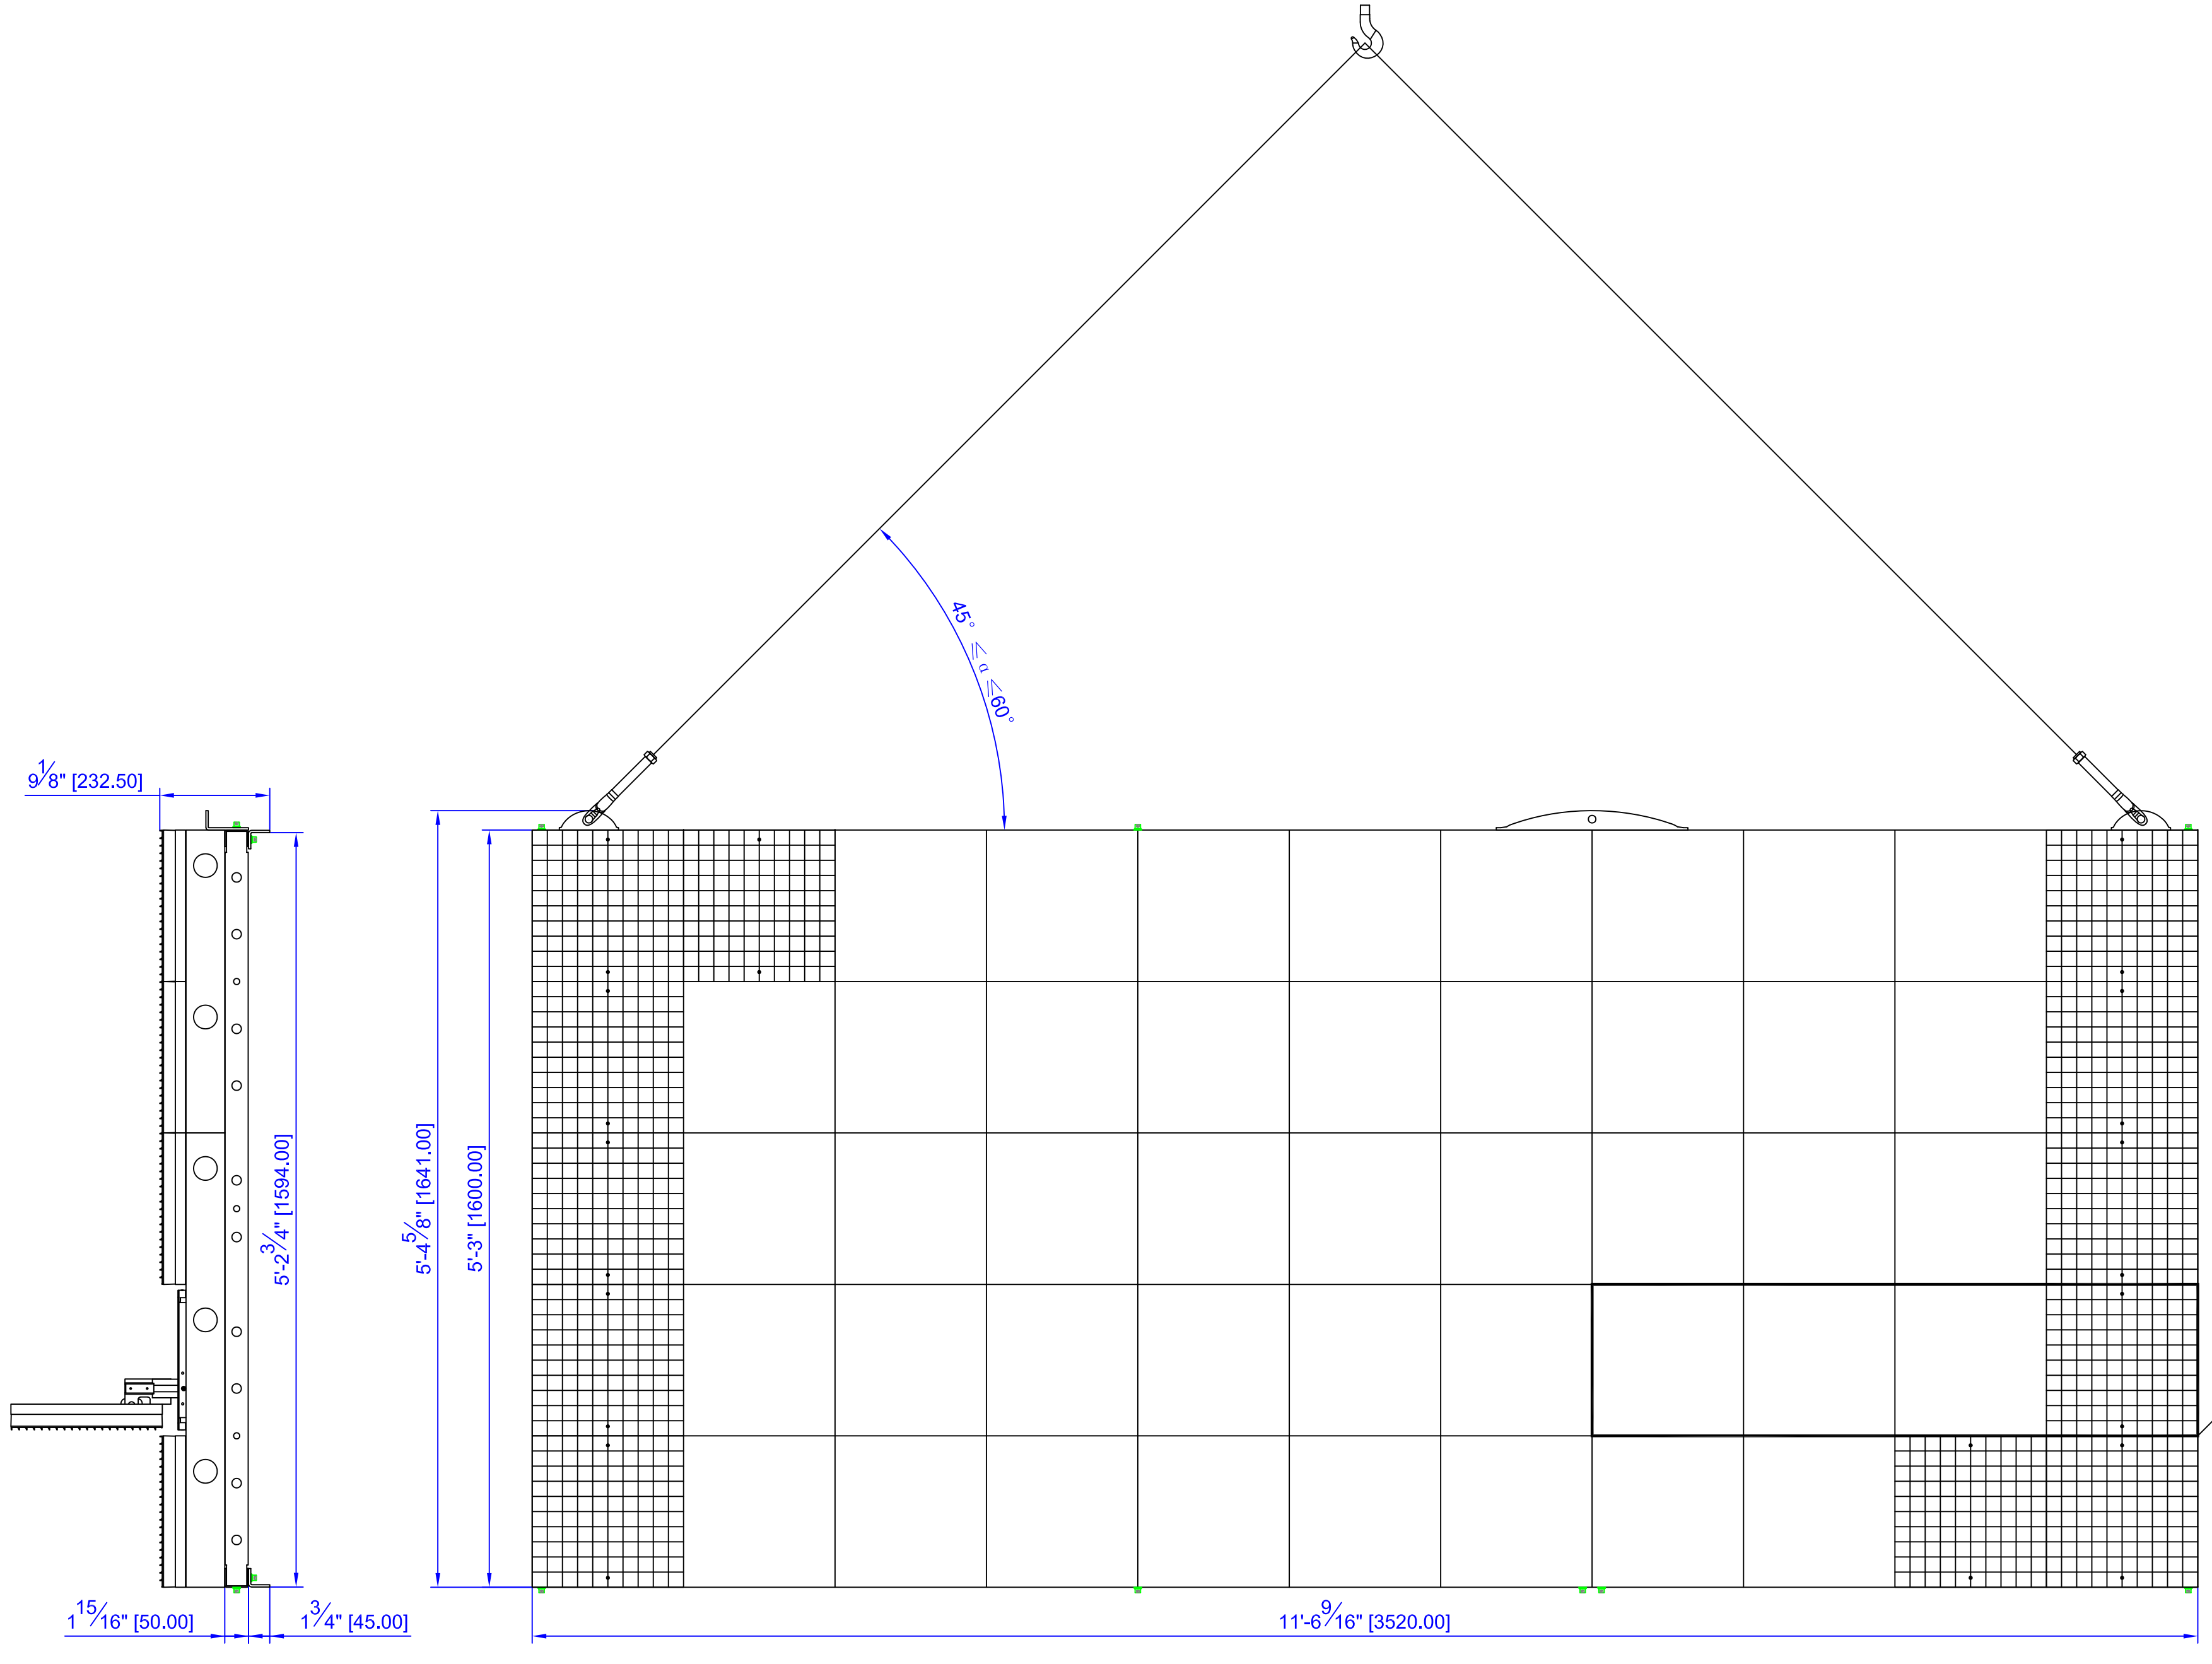 45° ≤ α ≤60°
9 1/8" [232.50]
5'-2 3/4" [1594.00]
5'-4 5/8" [1641.00]
5'-3" [1600.00]
1 15/16" [50.00]
1 3/4" [45.00]
11'-6 9/16" [3520.00]